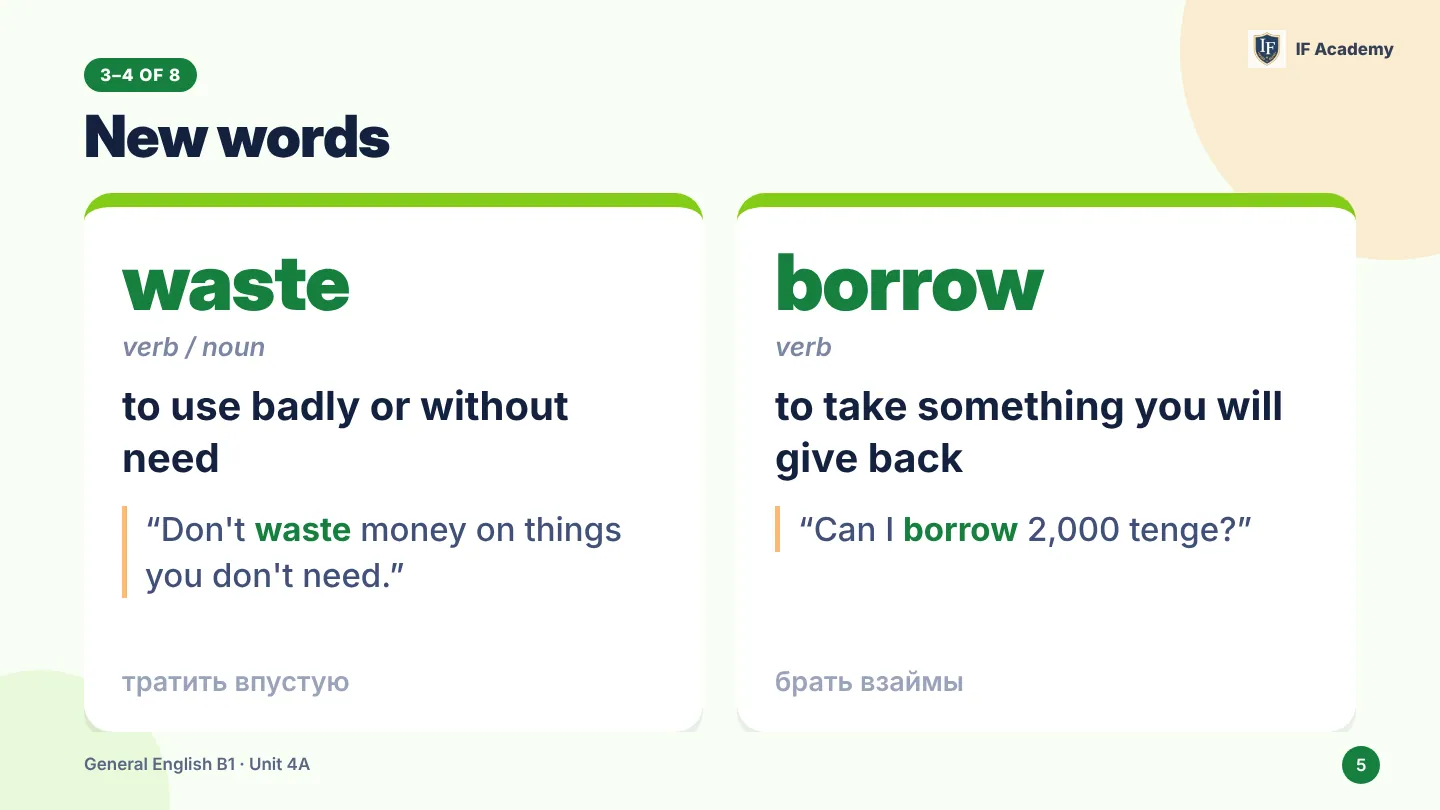 3–4 OF 8
IF
IF Academy
New words
waste
verb / noun
to use badly or without
need
“Don't waste money on things
you don't need.”
тратить впустую
borrow
verb
to take something you will
give back
“Can I borrow 2,000 tenge?”
брать взаймы
General English B1 · Unit 4A
5